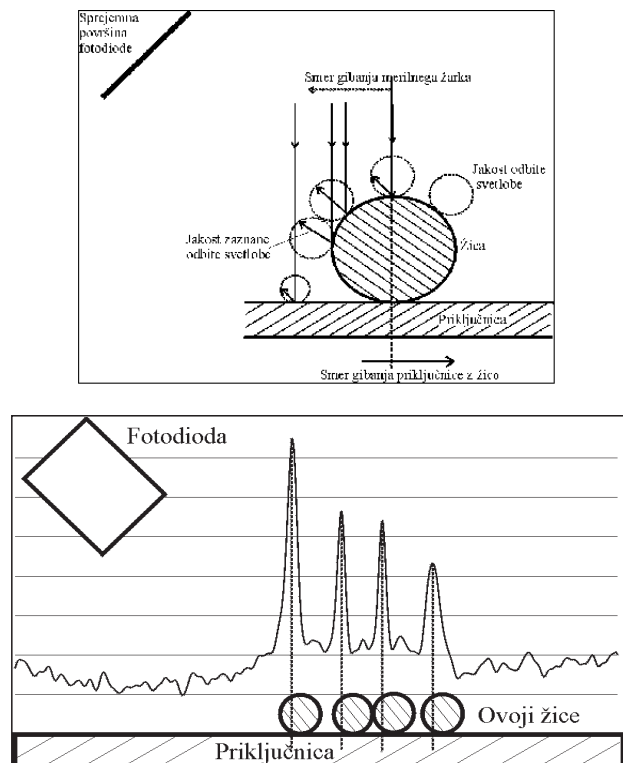 Sprejemna
površina
fotodiode
Smer gibanja merilnega žarka
Jakost odbite
svetlobe
Jakost zaznane
odbite svetlobe
Žica
Priključnica
Smer gibanja priključnice z žico
Fotodioda
Ovoji žice
Priključnica